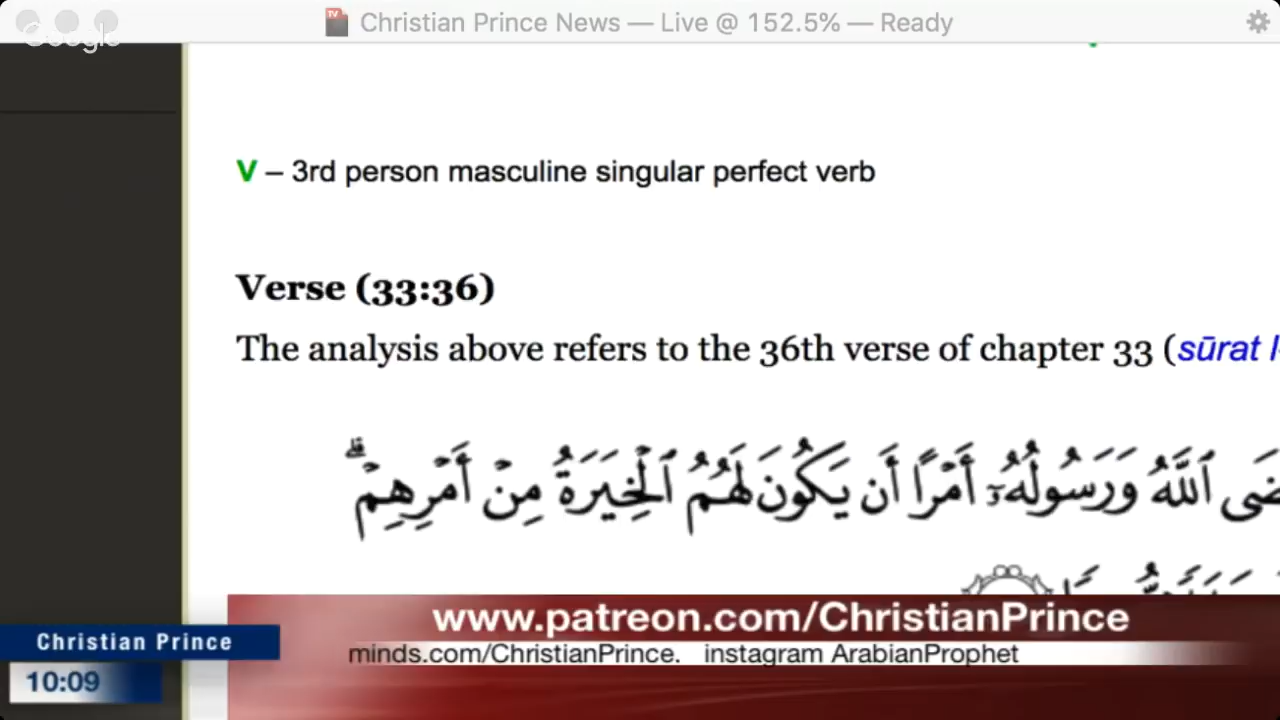 Christian Prince News — Live @ 152.5% — Ready
Google
V – 3rd person masculine singular perfect verb
Verse (33:36)
The analysis above refers to the 36th verse of chapter 33 (sūrat l-
ٱللَّهُ وَرَسُولُهُۥٓ أَمْرًا أَن يَكُونَ لَهُمُ ٱلْخِيَرَةُ مِنْ أَمْرِهِمْ ۗ
www.patreon.com/ChristianPrince
Christian Prince
minds.com/ChristianPrince. instagram ArabianProphet
10:09